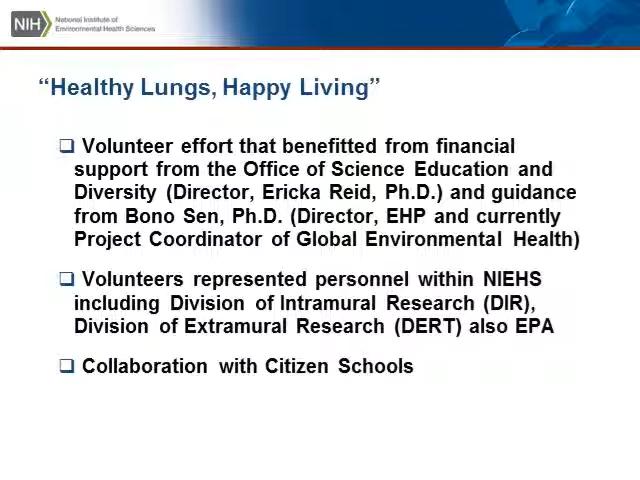 NIH
National Institute of
Environmental Health Sciences
“Healthy Lungs, Happy Living”
Volunteer effort that benefitted from financial
support from the Office of Science Education and
Diversity (Director, Ericka Reid, Ph.D.) and guidance
from Bono Sen, Ph.D. (Director, EHP and currently
Project Coordinator of Global Environmental Health)
Volunteers represented personnel within NIEHS
including Division of Intramural Research (DIR),
Division of Extramural Research (DERT) also EPA
Collaboration with Citizen Schools